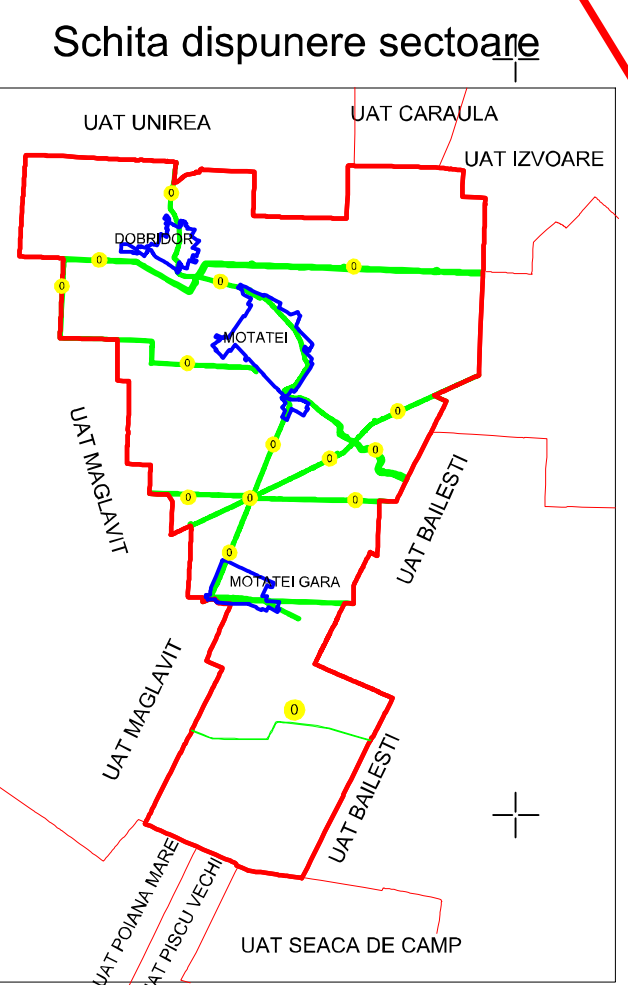 Schita dispunere sectoare
UAT CARAULA
UAT UNIREA
UAT IZVOARE
0
DOBRIDOR
0
0
0
0
MOTATEI
0
0
0
0
0
UAT MAGLAVIT
0
0
0
UAT BAILESTI
0
MOTATEI GARA
UAT MAGLAVIT
0
UAT BAILESTI
UAT POIANA MARE
UAT PISCU VECHI
UAT SEACA DE CAMP